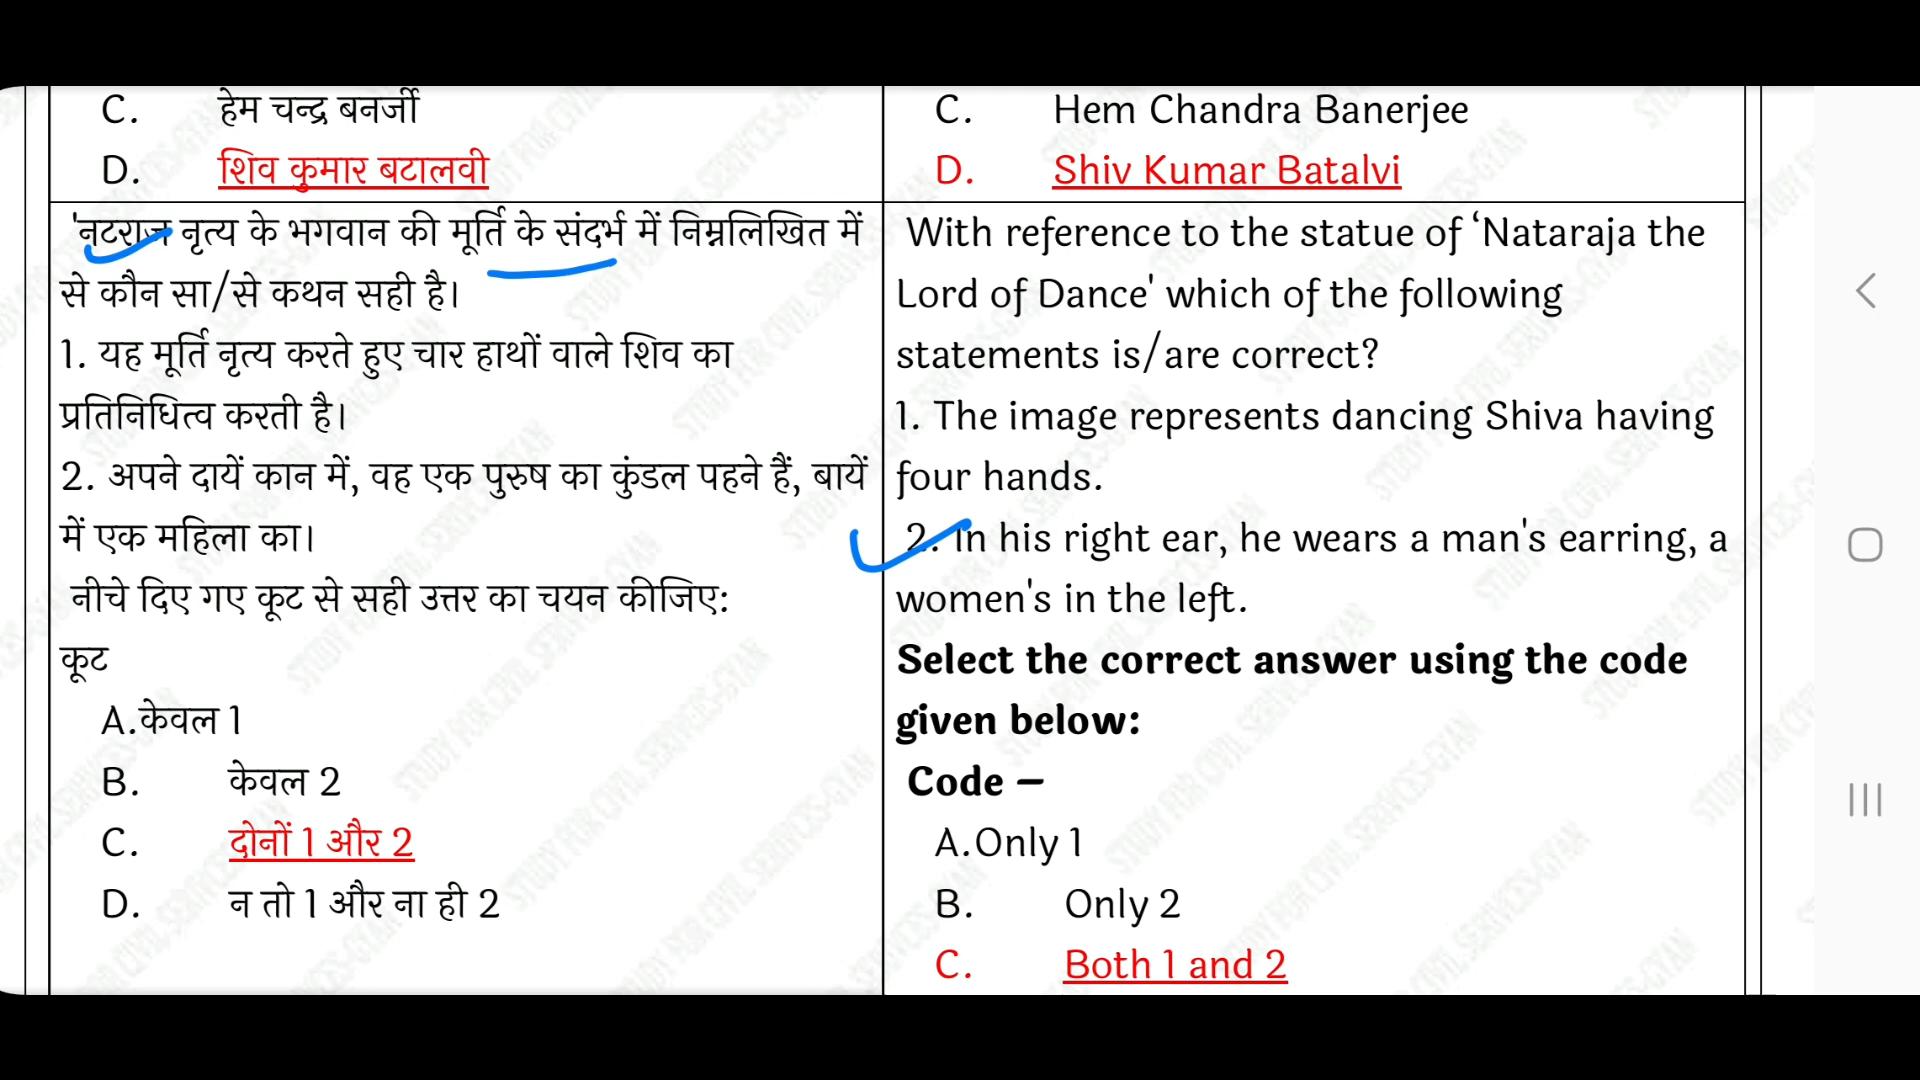 C. हेम चन्द्र बनर्जी
D. शिव कुमार बटालवी
'नटराज नृत्य के भगवान की मूर्ति के संदर्भ में निम्नलिखित में
से कौन सा/से कथन सही है।
1. यह मूर्ति नृत्य करते हुए चार हाथों वाले शिव का
प्रतिनिधित्व करती है।
2. अपने दायें कान में, वह एक पुरुष का कुंडल पहने हैं, बायें
में एक महिला का।
नीचे दिए गए कूट से सही उत्तर का चयन कीजिए:
कूट
A.केवल 1
B. केवल 2
C. दोनों 1 और 2
D. न तो 1 और ना ही 2
C. Hem Chandra Banerjee
D. Shiv Kumar Batalvi
With reference to the statue of ‘Nataraja the
Lord of Dance' which of the following
statements is/are correct?
1. The image represents dancing Shiva having
four hands.
2. In his right ear, he wears a man's earring, a
women's in the left.
Select the correct answer using the code
given below:
Code –
A.Only 1
B. Only 2
C. Both 1 and 2